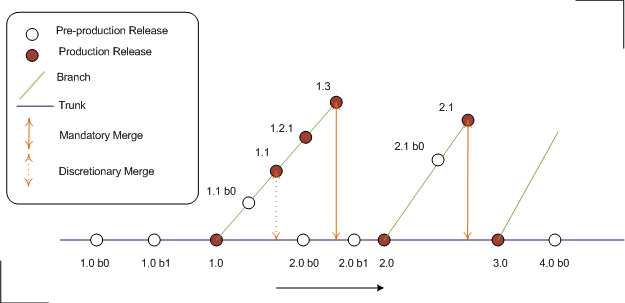 Pre-production Release
Production Release
Branch
Trunk
Mandatory Merge
Discretionary Merge
1.3
1.2.1
1.1
1.1 b0
2.1
2.1 b0
1.0 b0
1.0 b1
1.0
2.0 b0
2.0 b1
2.0
3.0
4.0 b0